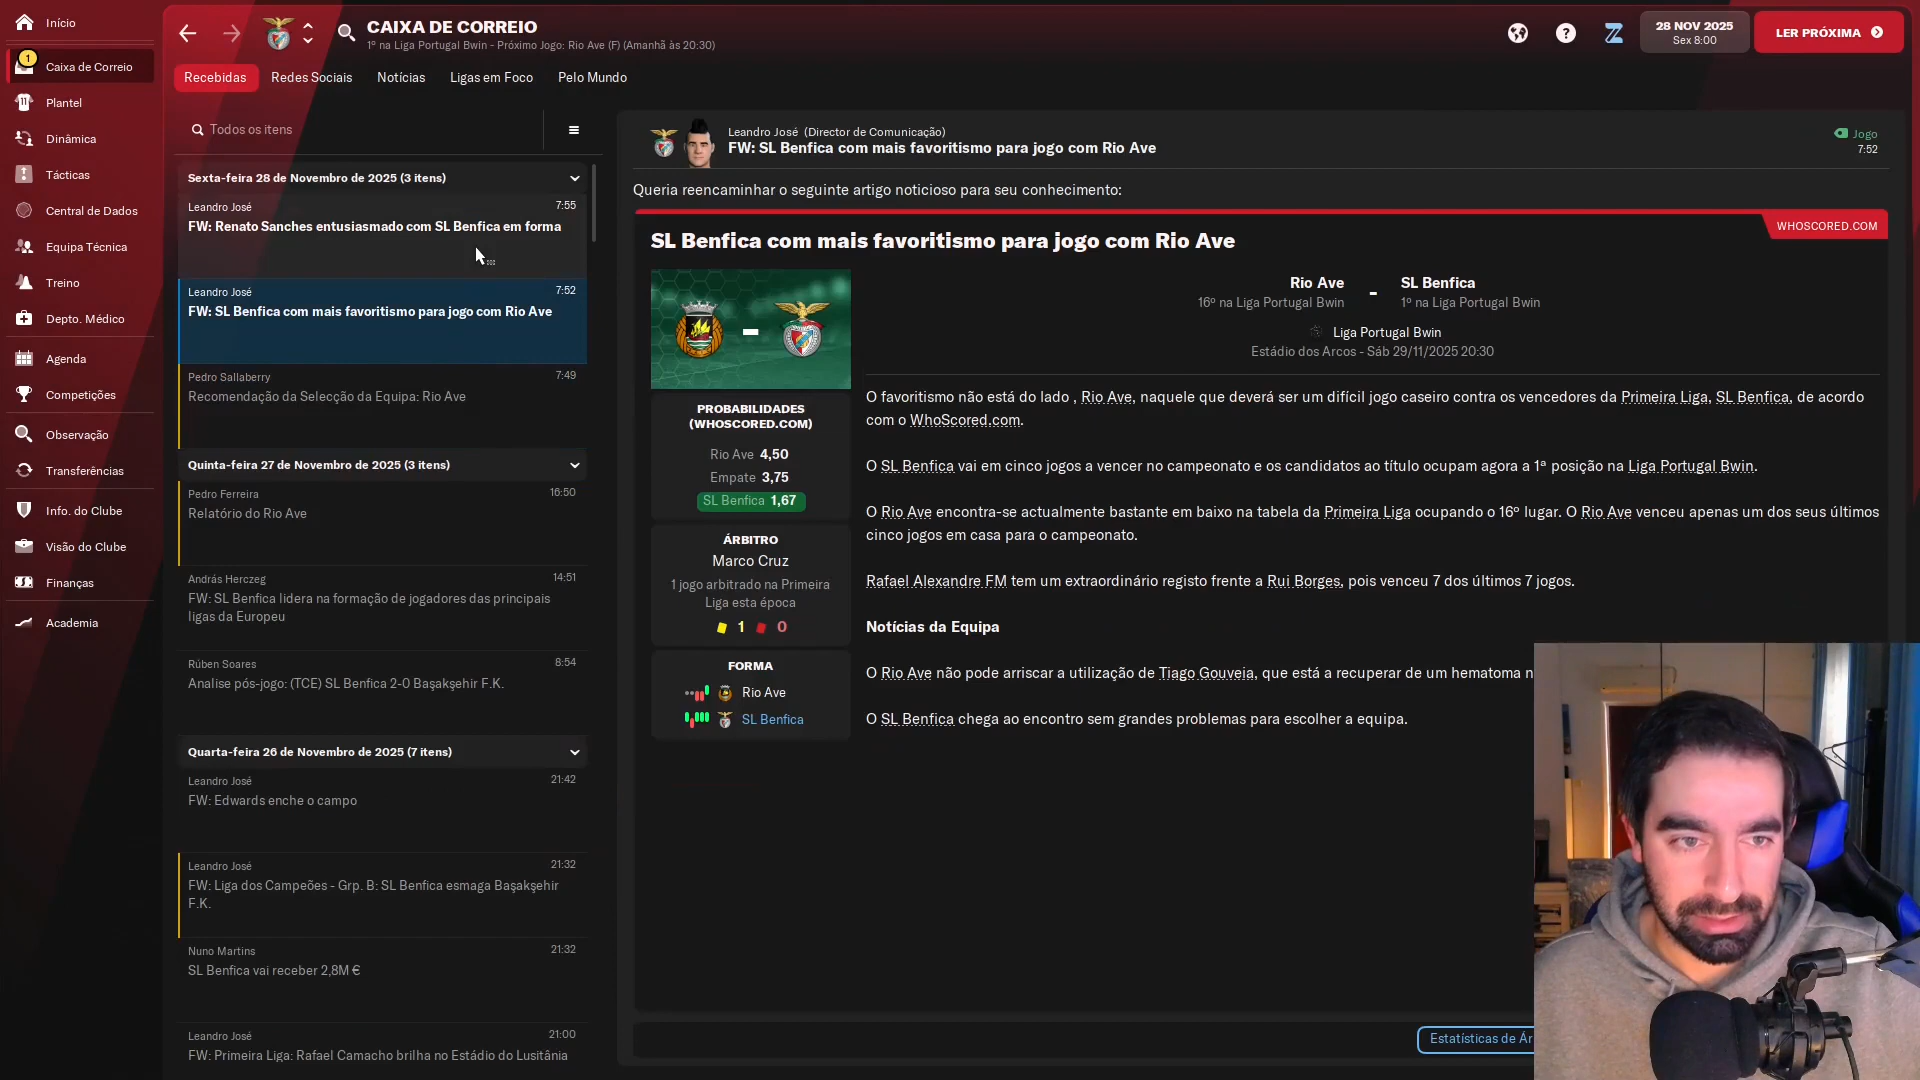 Início
1
Caixa de Correio
Plantel
Dinâmica
Tácticas
Central de Dados
Equipa Técnica
Treino
Depto. Médico
Agenda
Competições
Observação
Transferências
Info. do Clube
Visão do Clube
Finanças
Academia
CAIXA DE CORREIO
1º na Liga Portugal Bwin - Próximo Jogo: Rio Ave (F) (Amanhã às 20:30)
28 NOV 2025
Sex 8:00
LER PRÓXIMA
Recebidas Redes Sociais Notícias Ligas em Foco Pelo Mundo
Todos os itens
Sexta-feira 28 de Novembro de 2025 (3 itens)
Leandro José 7:55
FW: Renato Sanches entusiasmado com SL Benfica em forma
Leandro José 7:52
FW: SL Benfica com mais favoritismo para jogo com Rio Ave
Pedro Sallaberry 7:49
Recomendação da Selecção da Equipa: Rio Ave
Quinta-feira 27 de Novembro de 2025 (3 itens)
Pedro Ferreira 16:50
Relatório do Rio Ave
András Herczeg 14:51
FW: SL Benfica lidera na formação de jogadores das principais
ligas da Europeu
Rúben Soares 8:54
Analise pós-jogo: (TCE) SL Benfica 2-0 Başakşehir F.K.
Quarta-feira 26 de Novembro de 2025 (7 itens)
Leandro José 21:42
FW: Edwards enche o campo
Leandro José 21:32
FW: Liga dos Campeões - Grp. B: SL Benfica esmaga Başakşehir
F.K.
Nuno Martins 21:32
SL Benfica vai receber 2,8M €
Leandro José 21:00
FW: Primeira Liga: Rafael Camacho brilha no Estádio do Lusitânia
Leandro José (Director de Comunicação)
FW: SL Benfica com mais favoritismo para jogo com Rio Ave
Jogo
7:52
Queria reencaminhar o seguinte artigo noticioso para seu conhecimento:
WHOSCORED.COM
SL Benfica com mais favoritismo para jogo com Rio Ave
Rio Ave - SL Benfica
16º na Liga Portugal Bwin 1º na Liga Portugal Bwin
Liga Portugal Bwin
Estádio dos Arcos - Sáb 29/11/2025 20:30
PROBABILIDADES
(WHOSCORED.COM)
Rio Ave 4,50
Empate 3,75
SL Benfica 1,67
ÁRBITRO
Marco Cruz
1 jogo arbitrado na Primeira
Liga esta época
1 0
FORMA
Rio Ave
SL Benfica
O favoritismo não está do lado , Rio Ave, naquele que deverá ser um difícil jogo caseiro contra os vencedores da Primeira Liga, SL Benfica, de acordo
com o WhoScored.com.
O SL Benfica vai em cinco jogos a vencer no campeonato e os candidatos ao título ocupam agora a 1ª posição na Liga Portugal Bwin.
O Rio Ave encontra-se actualmente bastante em baixo na tabela da Primeira Liga ocupando o 16º lugar. O Rio Ave venceu apenas um dos seus últimos
cinco jogos em casa para o campeonato.
Rafael Alexandre FM tem um extraordinário registo frente a Rui Borges, pois venceu 7 dos últimos 7 jogos.
Notícias da Equipa
O Rio Ave não pode arriscar a utilização de Tiago Gouveia, que está a recuperar de um hematoma n
O SL Benfica chega ao encontro sem grandes problemas para escolher a equipa.
Estatísticas de Ár